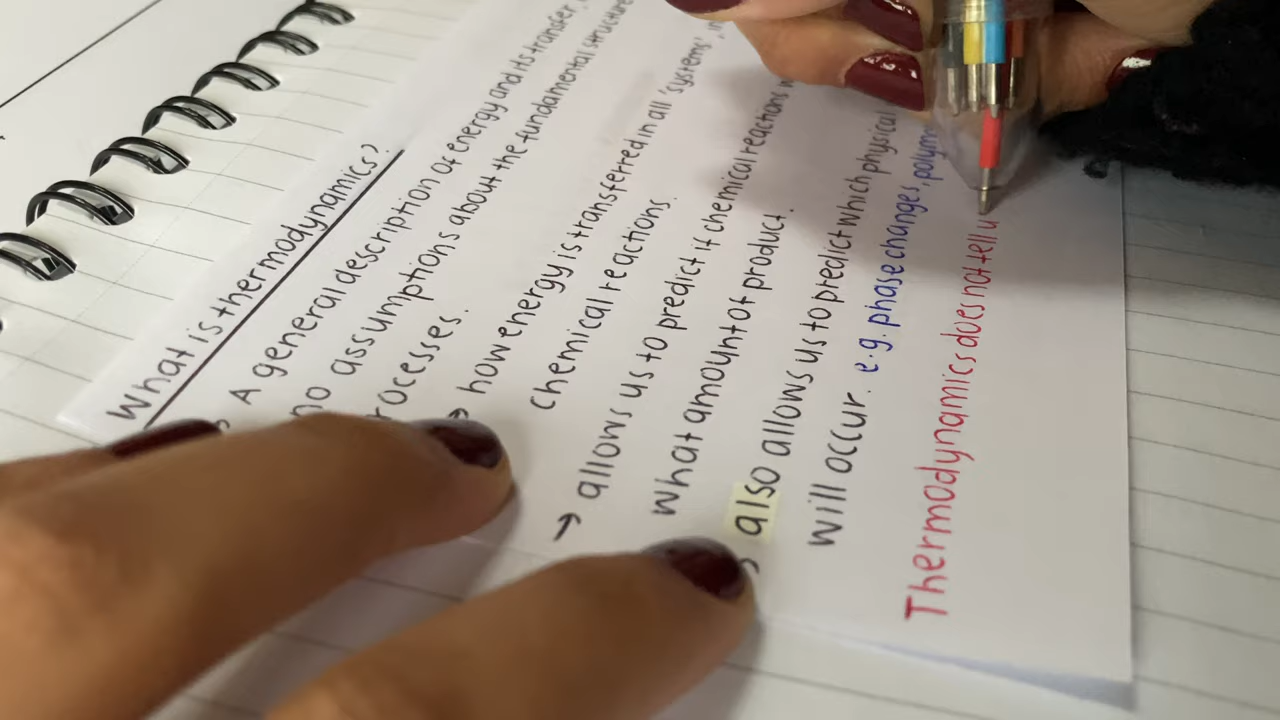 What is thermodynamics?
A general description of energy and its transfer,
no assumptions about the fundamental structure
rocesses.
→ how energy is transferred in all 'systems', in
chemical reactions.
→ allows us to predict if chemical reactions
what amount of product.
also allows us to predict which physical
will occur. e.g. phase changes, polym
Thermodynamics does not tell u